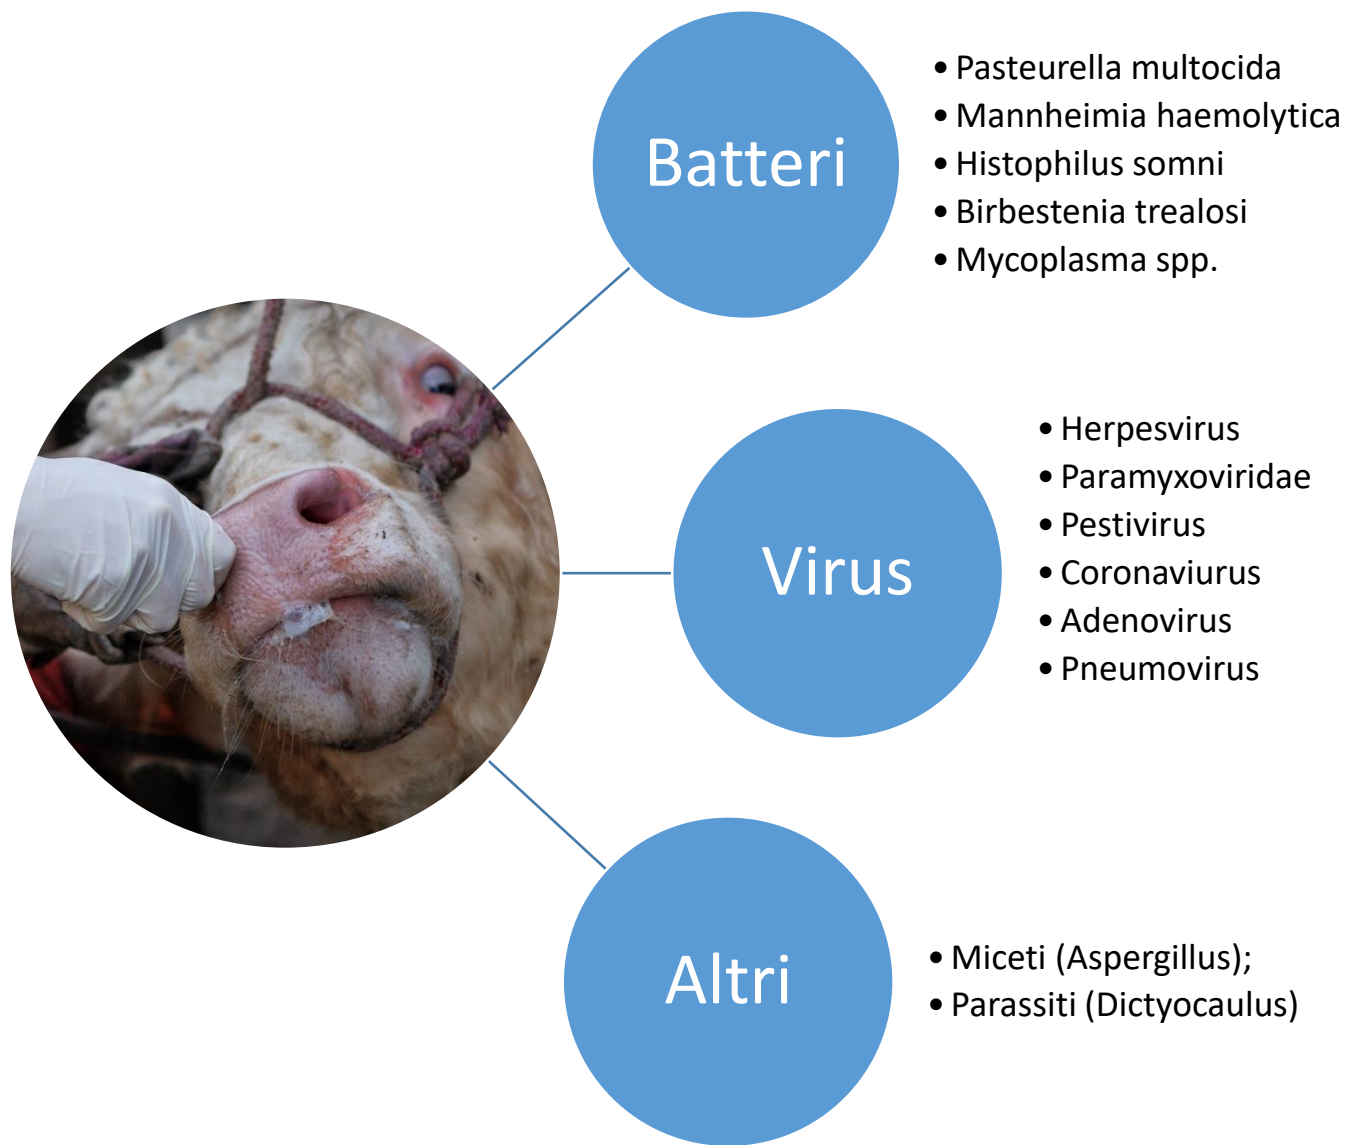 Batteri
• Pasteurella multocida
• Mannheimia haemolytica
• Histophilus somni
• Birbestenia trealosi
• Mycoplasma spp.
Virus
• Herpesvirus
• Paramyxoviridae
• Pestivirus
• Coronaviurus
• Adenovirus
• Pneumovirus
Altri
• Miceti (Aspergillus);
• Parassiti (Dictyocaulus)